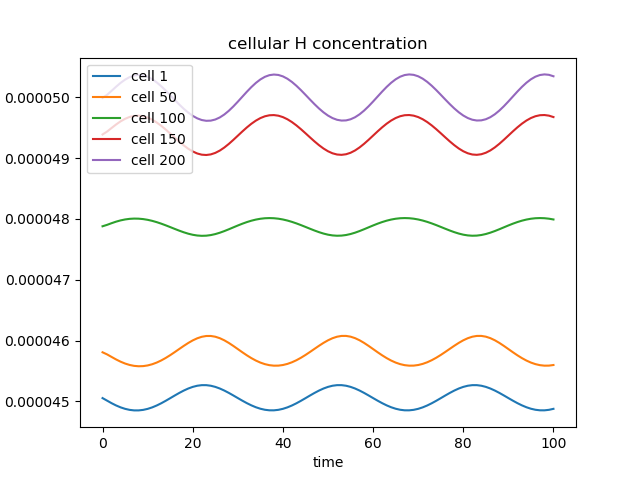 cellular H concentration
cell 1
cell 50
cell 100
cell 150
cell 200
0.000050
0.000049
0.000048
0.000047
0.000046
0.000045
0 20 40 60 80 100
time